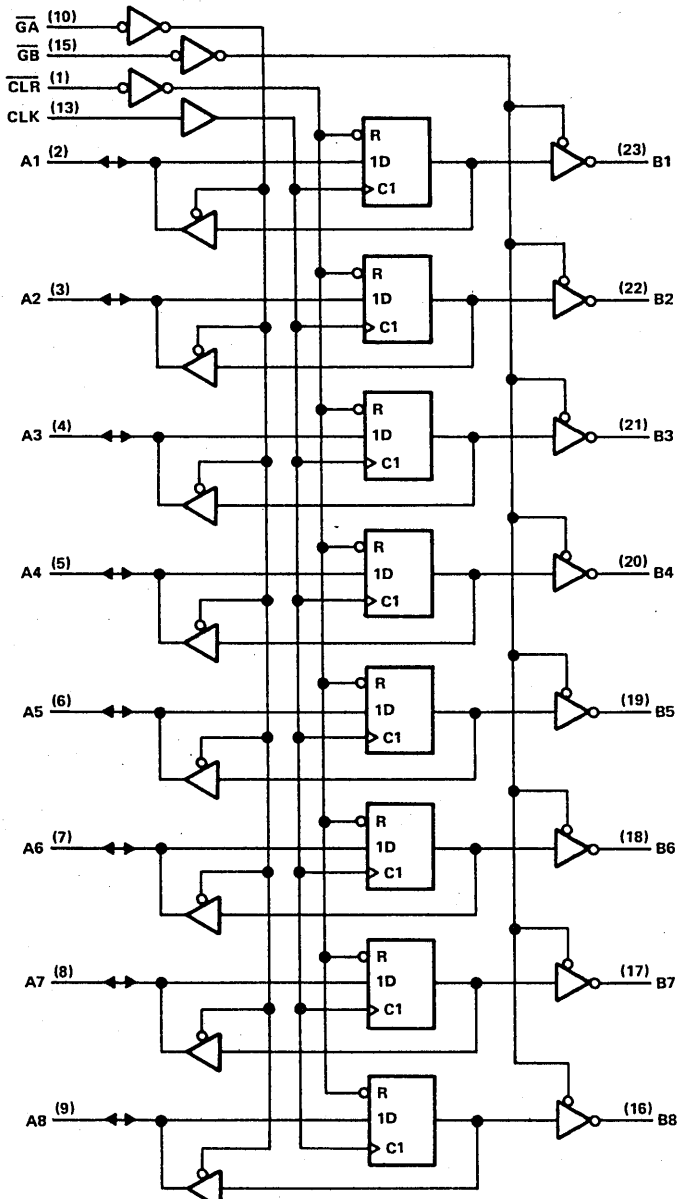 GA (10)
GB (15)
CLR (1)
CLK (13)
A1 (2) R 1D C1 (23) B1
A2 (3) R 1D C1 (22) B2
A3 (4) R 1D C1 (21) B3
A4 (5) R 1D C1 (20) B4
A5 (6) R 1D C1 (19) B5
A6 (7) R 1D C1 (18) B6
A7 (8) R 1D C1 (17) B7
A8 (9) R 1D C1 (16) B8